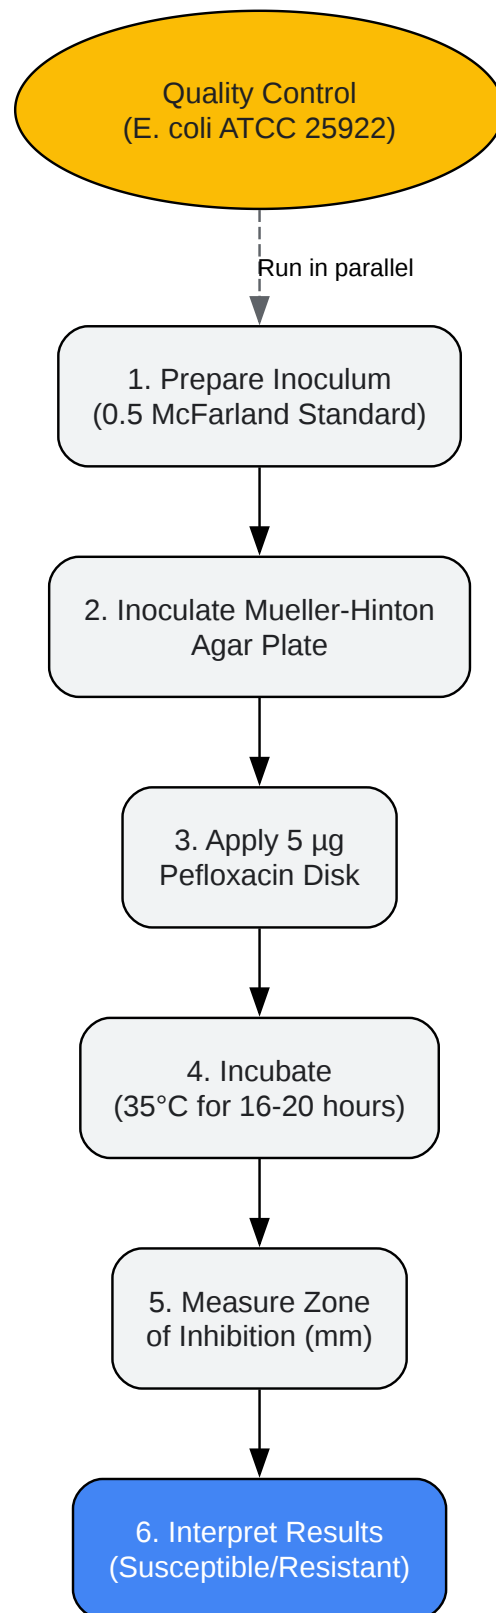 Quality Control
(E. coli ATCC 25922)
Run in parallel
1. Prepare Inoculum
(0.5 McFarland Standard)
2. Inoculate Mueller-Hinton
Agar Plate
3. Apply 5 µg
Pefloxacin Disk
4. Incubate
(35°C for 16-20 hours)
5. Measure Zone
of Inhibition (mm)
6. Interpret Results
(Susceptible/Resistant)